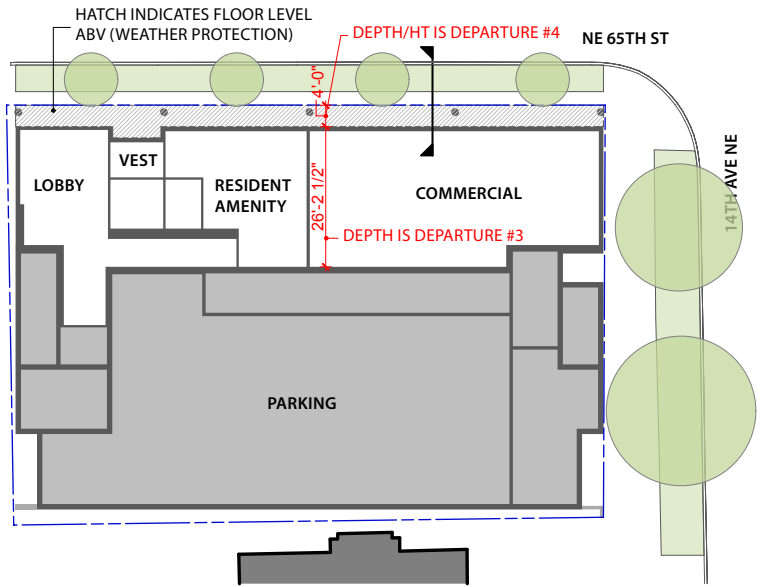 HATCH INDICATES FLOOR LEVEL
ABV (WEATHER PROTECTION)
DEPTH/HT IS DEPARTURE #4
NE 65TH ST
4'-0"
VEST
LOBBY
RESIDENT
AMENITY
26'-2 1/2"
COMMERCIAL
14TH AVE NE
DEPTH IS DEPARTURE #3
PARKING